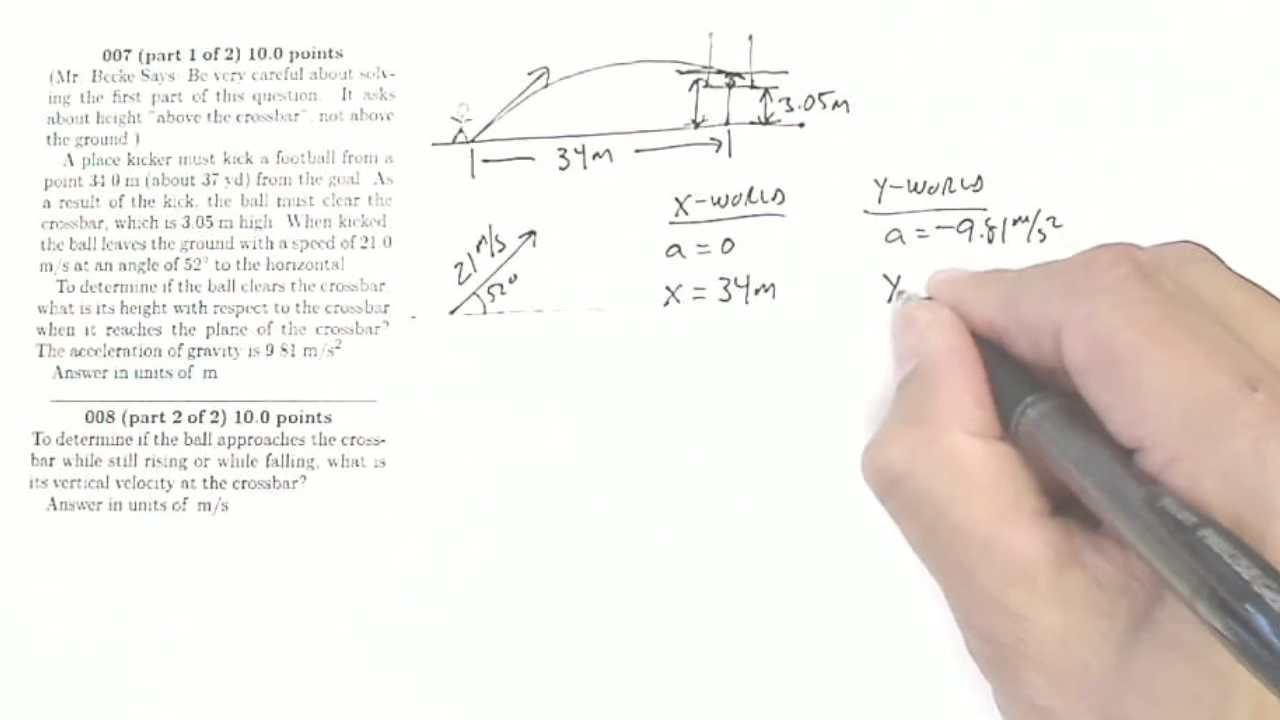 007 (part 1 of 2) 10.0 points
(Mr Becke Says Be very careful about solv-
ing the first part of this question. It asks
about height "above the crossbar", not above
the ground )
A place kicker must kick a football from a
point 34 0 m (about 37 yd) from the goal As
a result of the kick, the ball must clear the
crossbar, which is 3.05 m high When kicked
the ball leaves the ground with a speed of 21.0
m/s at an angle of 52° to the horizontal
To determine if the ball clears the crossbar
what is its height with respect to the crossbar
when it reaches the plane of the crossbar?
The acceleration of gravity is 9 81 m/s²
Answer in units of m
008 (part 2 of 2) 10.0 points
To determine if the ball approaches the cross-
bar while still rising or while falling, what is
its vertical velocity at the crossbar?
Answer in units of m/s
3.05m
34m
21 m/s
52°
X-WORLD
a = 0
x = 34m
Y-WORLD
a = -9.81 m/s²
Y